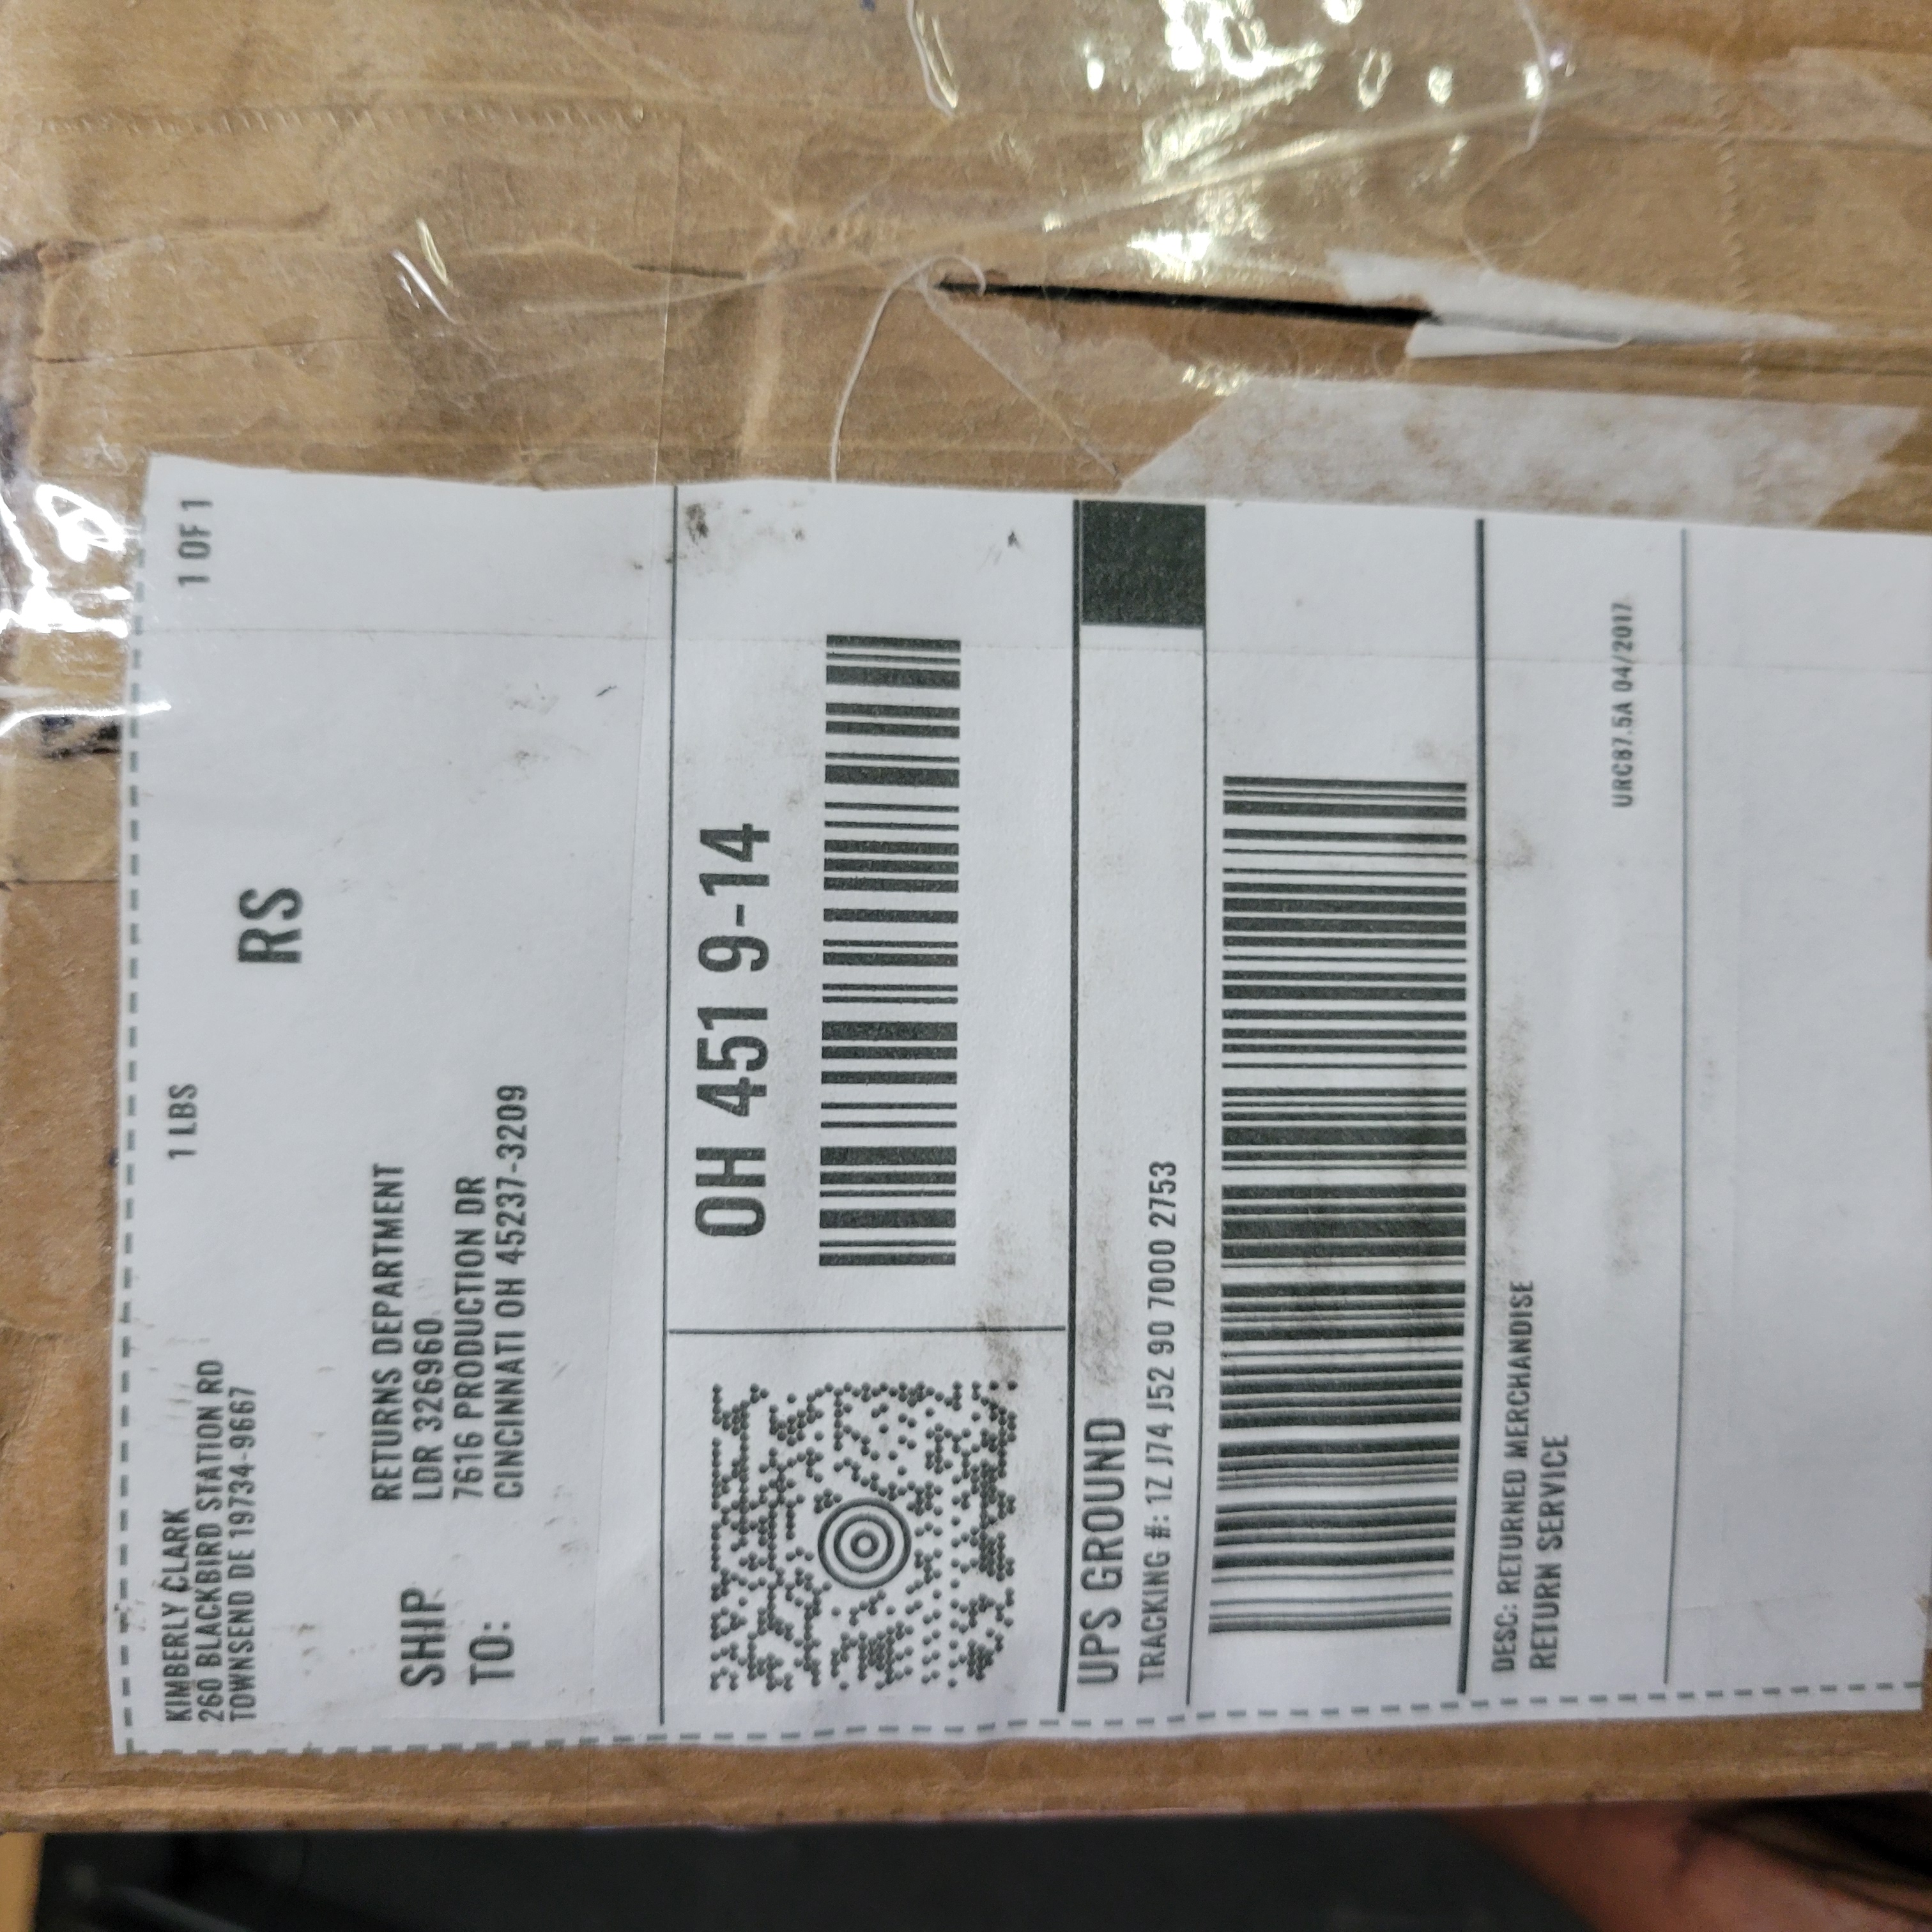 KIMBERLY CLARK
260 BLACKBIRD STATION RD
TOWNSEND DE 19734-9667
1 LBS
1 OF 1
RS
SHIP
TO:
RETURNS DEPARTMENT
LDR 326960
7616 PRODUCTION DR
CINCINNATI OH 45237-3209
OH 451 9-14
UPS GROUND
TRACKING #: 1Z J74 J52 90 7000 2753
DESC: RETURNED MERCHANDISE
RETURN SERVICE
URC87.5A 04/2017